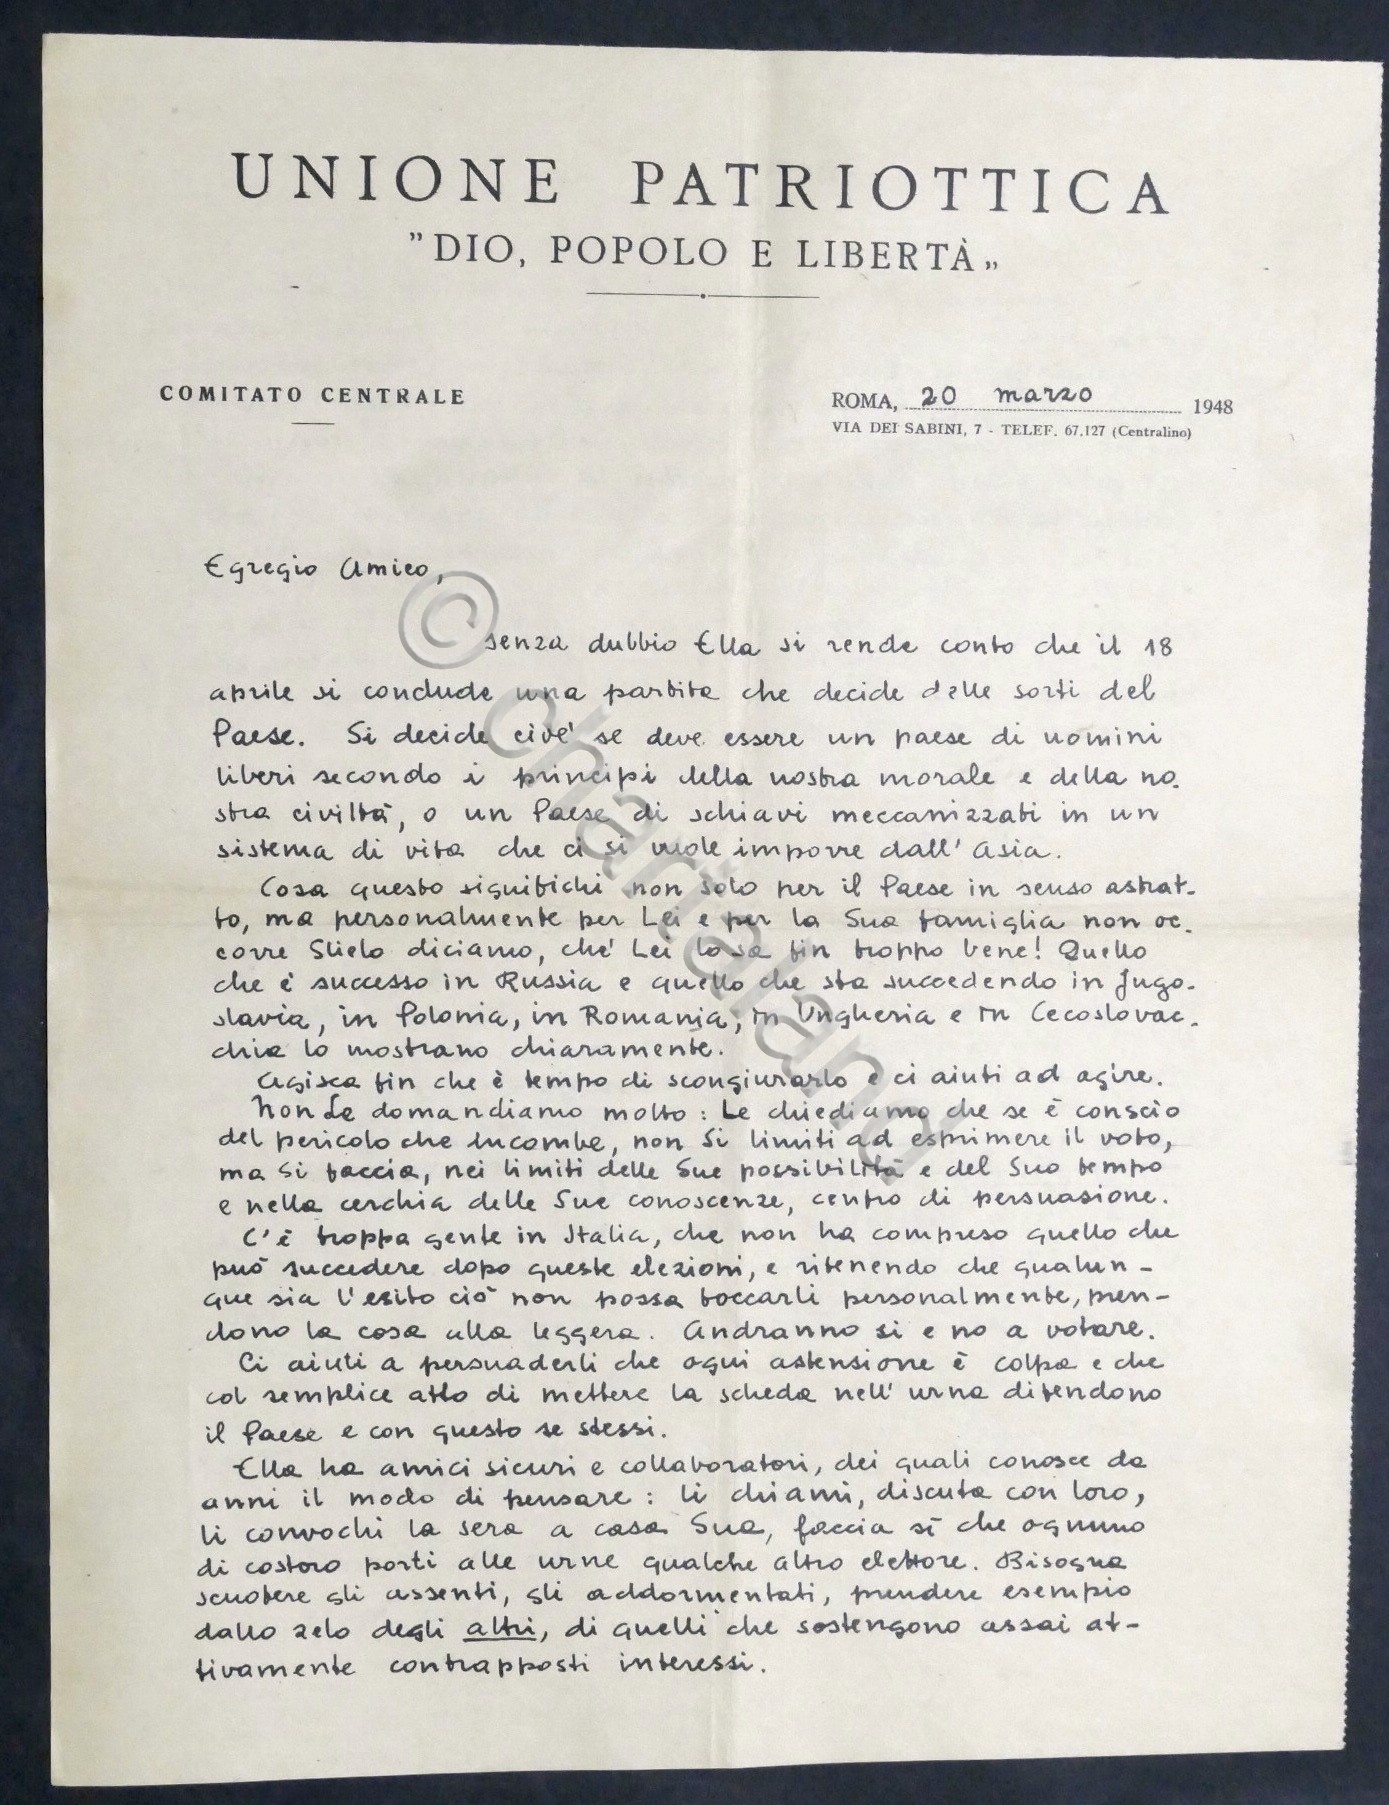 UNIONE PATRIOTTICA
"DIO, POPOLO E LIBERTÀ„
COMITATO CENTRALE
ROMA, 20 marzo 1948
VIA DEI SABINI, 7 - TELEF. 67.127 (Centralino)
Egregio Amico,
senza dubbio Ella si rende conto che il 18
aprile si conclude una partita che decide delle sorti del
Paese. Si decide cioè se deve essere un paese di uomini
liberi secondo i principi della nostra morale e della no-
stra civiltà, o un Paese di schiavi meccanizzati in un
sistema di vita che ci si vuole imporre dall' Asia.
Cosa questo significhi non solo per il Paese in senso astrat-
to, ma personalmente per Lei e per la Sua famiglia non oc-
corre Glielo diciamo, chè Lei lo sa fin troppo bene! Quello
che è successo in Russia e quello che sta succedendo in Jugo-
slavia, in Polonia, in Romania, in Ungheria e in Cecoslovac-
chia lo mostrano chiaramente.
Agisca fin che è tempo di scongiurarlo e ci aiuti ad agire.
Non Le domandiamo molto: Le chiediamo che se è conscio
del pericolo che incombe, non Si limiti ad esprimere il voto,
ma Si faccia, nei limiti delle Sue possibilità e del Suo tempo
e nella cerchia delle Sue conoscenze, centro di persuasione.
C'è troppa gente in Italia, che non ha compreso quello che
può succedere dopo queste elezioni, e ritenendo che qualun-
que sia l'esito ciò non possa toccarli personalmente, pren-
dono la cosa alla leggera. Andranno si e no a votare.
Ci aiuti a persuaderli che ogni astensione è colpa e che
col semplice atto di mettere la scheda nell' urna difendono
il Paese e con questo se stessi.
Ella ha amici sicuri e collaboratori, dei quali conosce da
anni il modo di pensare: li chiami, discuta con loro,
li convochi la sera a casa Sua, faccia sì che ognuno
di costoro porti alle urne qualche altro elettore. Bisogna
scuotere gli assenti, gli addormentati, prendere esempio
dallo zelo degli altri, di quelli che sostengono assai at-
tivamente contrapposti interessi.
© chartaland